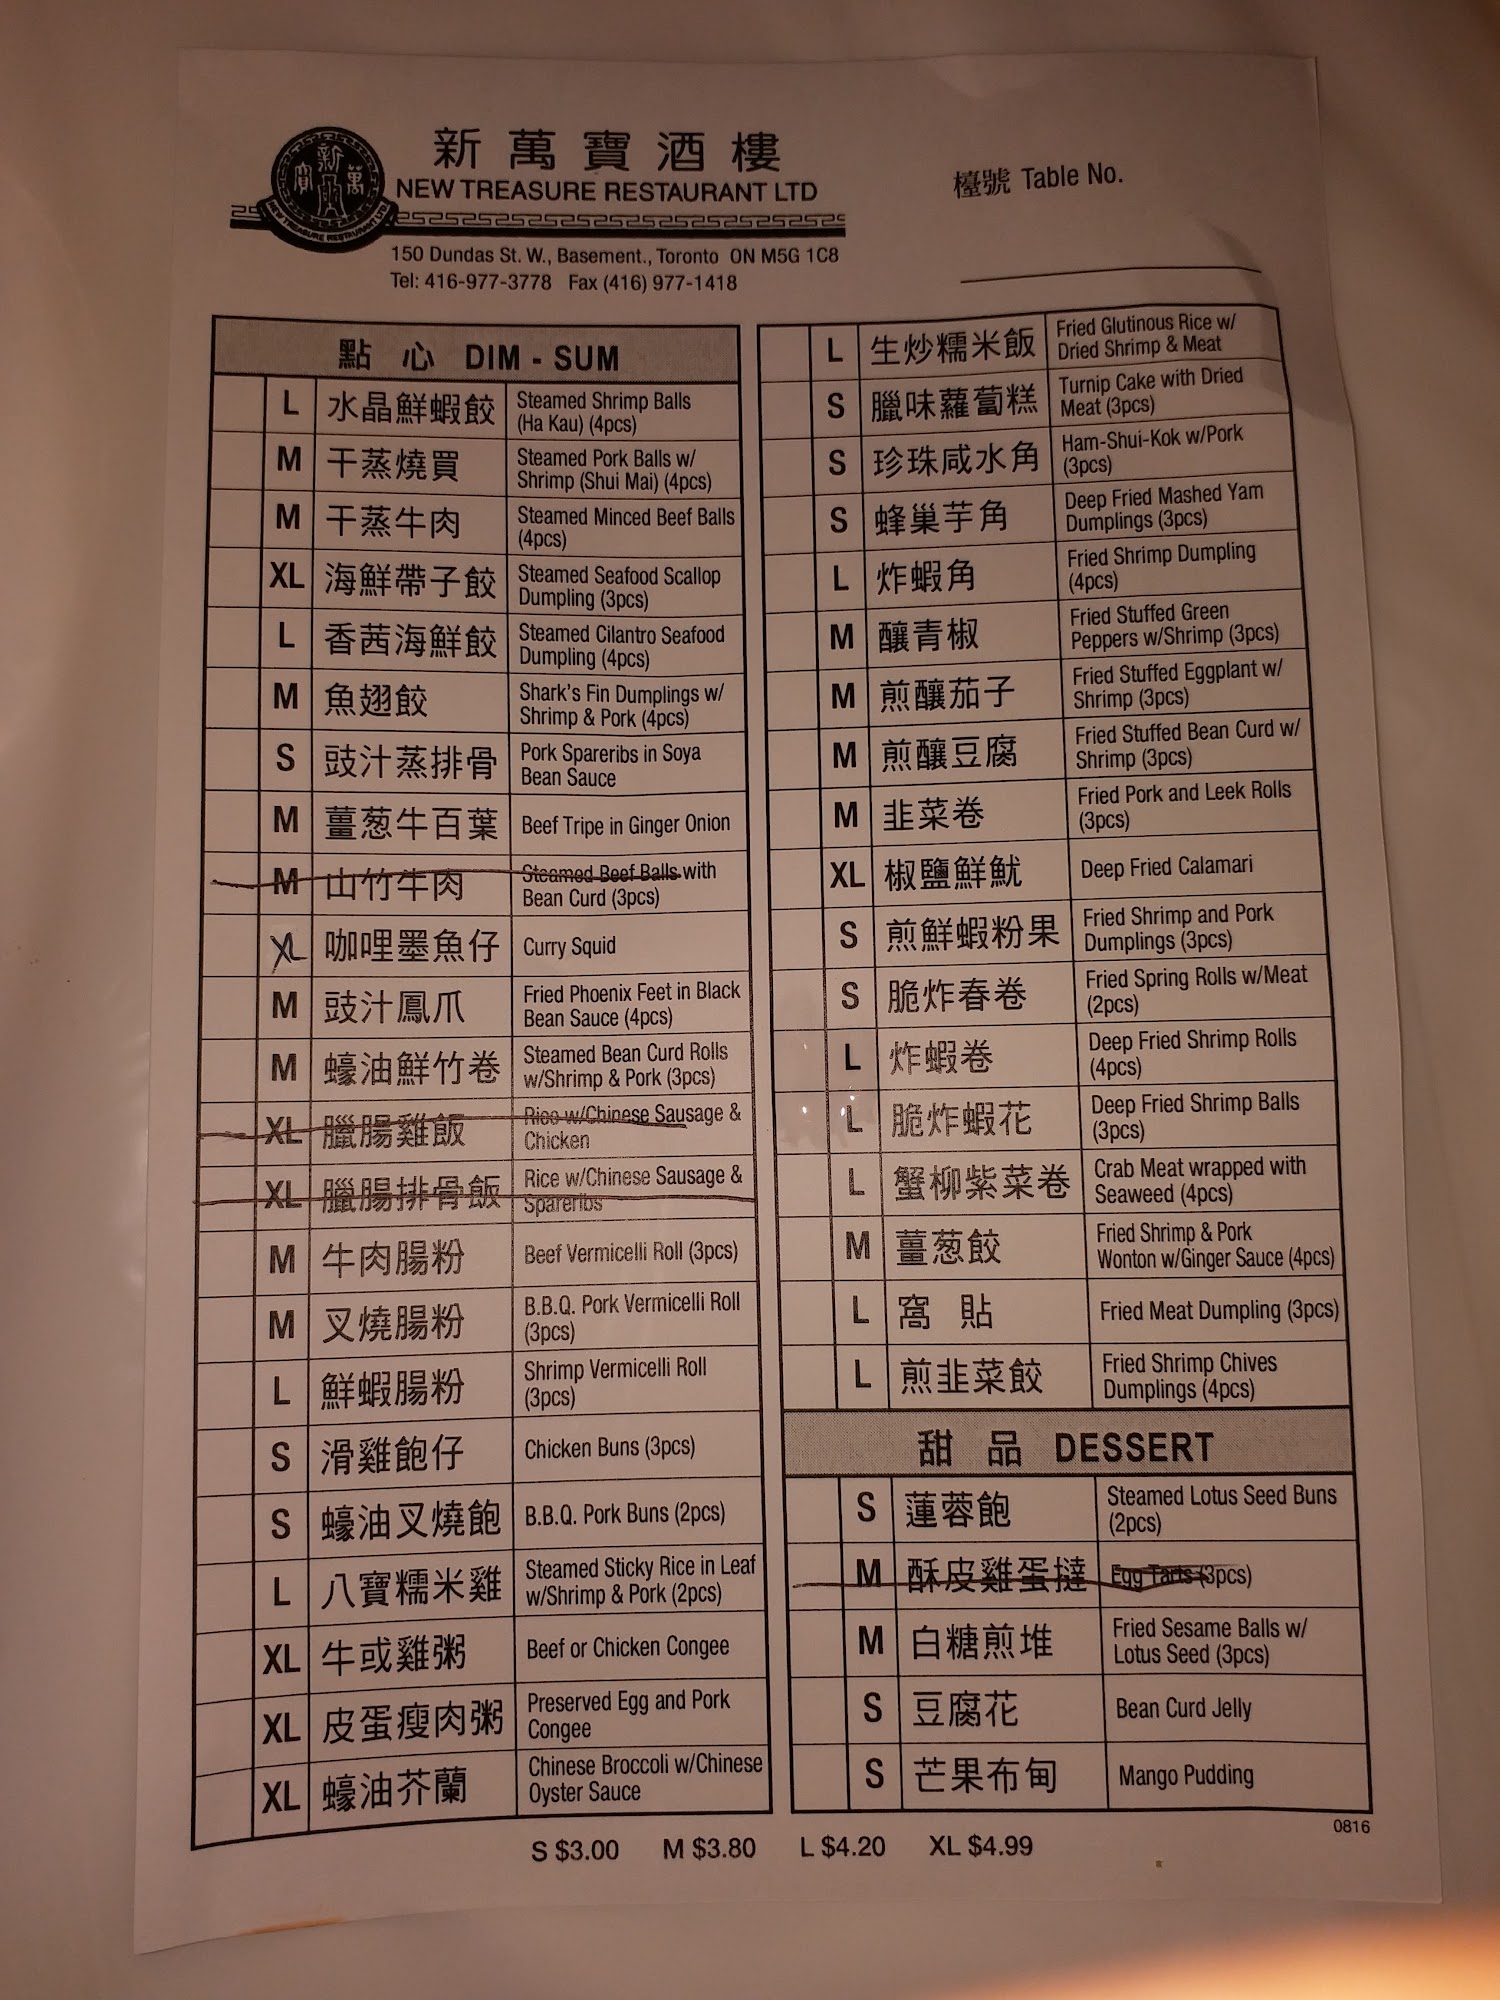 新萬寶酒樓
NEW TREASURE RESTAURANT LTD
NEW TREASURE RESTAURANT LTD
150 Dundas St. W., Basement., Toronto ON M5G 1C8
Tel: 416-977-3778 Fax (416) 977-1418
檯號 Table No.
點 心 DIM - SUM
L 水晶鮮蝦餃 Steamed Shrimp Balls
(Ha Kau) (4pcs)
M 干蒸燒買 Steamed Pork Balls w/
Shrimp (Shui Mai) (4pcs)
M 干蒸牛肉 Steamed Minced Beef Balls
(4pcs)
XL 海鮮帶子餃 Steamed Seafood Scallop
Dumpling (3pcs)
L 香茜海鮮餃 Steamed Cilantro Seafood
Dumpling (4pcs)
M 魚翅餃 Shark's Fin Dumplings w/
Shrimp & Pork (4pcs)
S 豉汁蒸排骨 Pork Spareribs in Soya
Bean Sauce
M 薑葱牛百葉 Beef Tripe in Ginger Onion
M 山竹牛肉 Steamed Beef Balls with
Bean Curd (3pcs)
XL 咖哩墨魚仔 Curry Squid
M 豉汁鳳爪 Fried Phoenix Feet in Black
Bean Sauce (4pcs)
M 蠔油鮮竹卷 Steamed Bean Curd Rolls
w/Shrimp & Pork (3pcs)
XL 臘腸雞飯 Rice w/Chinese Sausage &
Chicken
XL 臘腸排骨飯 Rice w/Chinese Sausage &
Spareribs
M 牛肉腸粉 Beef Vermicelli Roll (3pcs)
M 叉燒腸粉 B.B.Q. Pork Vermicelli Roll
(3pcs)
L 鮮蝦腸粉 Shrimp Vermicelli Roll
(3pcs)
S 滑雞飽仔 Chicken Buns (3pcs)
S 蠔油叉燒飽 B.B.Q. Pork Buns (2pcs)
L 八寶糯米雞 Steamed Sticky Rice in Leaf
w/Shrimp & Pork (2pcs)
XL 牛或雞粥 Beef or Chicken Congee
XL 皮蛋瘦肉粥 Preserved Egg and Pork
Congee
XL 蠔油芥蘭 Chinese Broccoli w/Chinese
Oyster Sauce
L 生炒糯米飯 Fried Glutinous Rice w/
Dried Shrimp & Meat
S 臘味蘿蔔糕 Turnip Cake with Dried
Meat (3pcs)
S 珍珠咸水角 Ham-Shui-Kok w/Pork
(3pcs)
S 蜂巢芋角 Deep Fried Mashed Yam
Dumplings (3pcs)
L 炸蝦角 Fried Shrimp Dumpling
(4pcs)
M 釀青椒 Fried Stuffed Green
Peppers w/Shrimp (3pcs)
M 煎釀茄子 Fried Stuffed Eggplant w/
Shrimp (3pcs)
M 煎釀豆腐 Fried Stuffed Bean Curd w/
Shrimp (3pcs)
M 韭菜卷 Fried Pork and Leek Rolls
(3pcs)
XL 椒鹽鮮魷 Deep Fried Calamari
S 煎鮮蝦粉果 Fried Shrimp and Pork
Dumplings (3pcs)
S 脆炸春卷 Fried Spring Rolls w/Meat
(2pcs)
L 炸蝦卷 Deep Fried Shrimp Rolls
(4pcs)
L 脆炸蝦花 Deep Fried Shrimp Balls
(3pcs)
L 蟹柳紫菜卷 Crab Meat wrapped with
Seaweed (4pcs)
M 薑葱餃 Fried Shrimp & Pork
Wonton w/Ginger Sauce (4pcs)
L 窩 貼 Fried Meat Dumpling (3pcs)
L 煎韭菜餃 Fried Shrimp Chives
Dumplings (4pcs)
甜 品 DESSERT
S 蓮蓉飽 Steamed Lotus Seed Buns
(2pcs)
M 酥皮雞蛋撻 Egg Tarts (3pcs)
M 白糖煎堆 Fried Sesame Balls w/
Lotus Seed (3pcs)
S 豆腐花 Bean Curd Jelly
S 芒果布甸 Mango Pudding
0816
S $3.00 M $3.80 L $4.20 XL $4.99